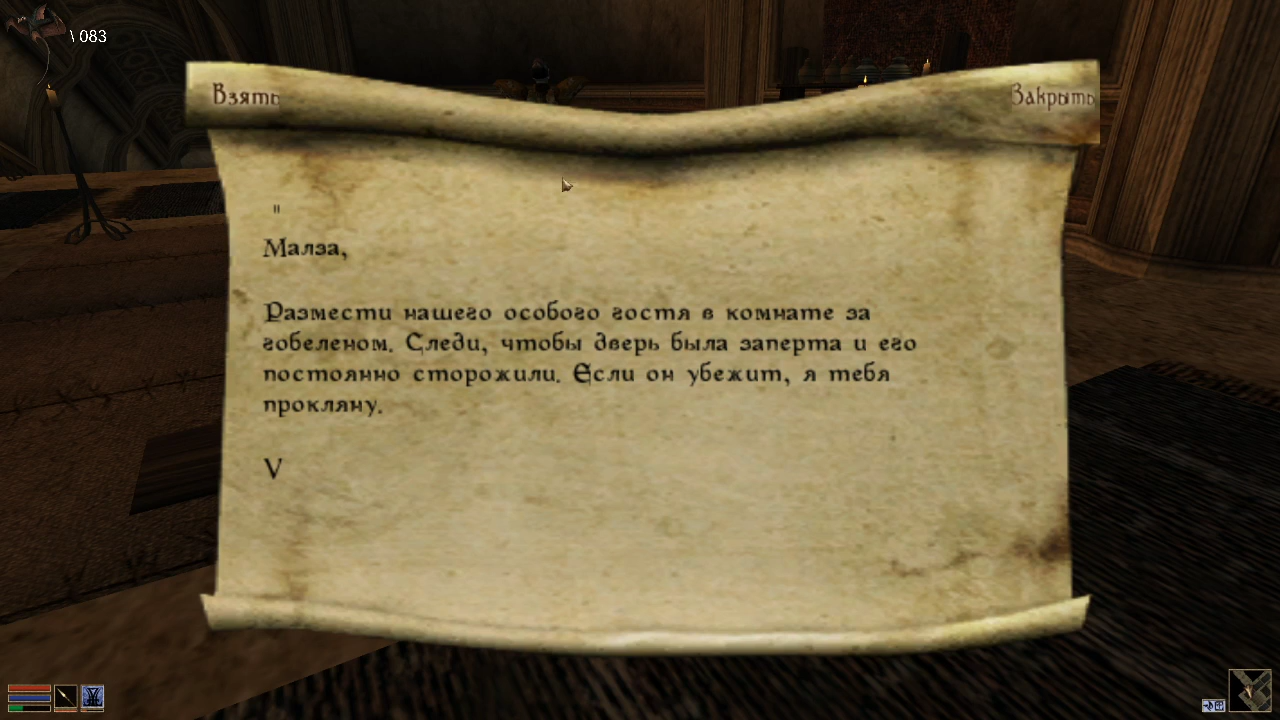 \ 083
Взять
Закрыть
"
Малза,
Размести нашего особого гостя в комнате за
гобеленом. Следи, чтобы дверь была заперта и его
постоянно сторожили. Если он убежит, я тебя
прокляну.
V